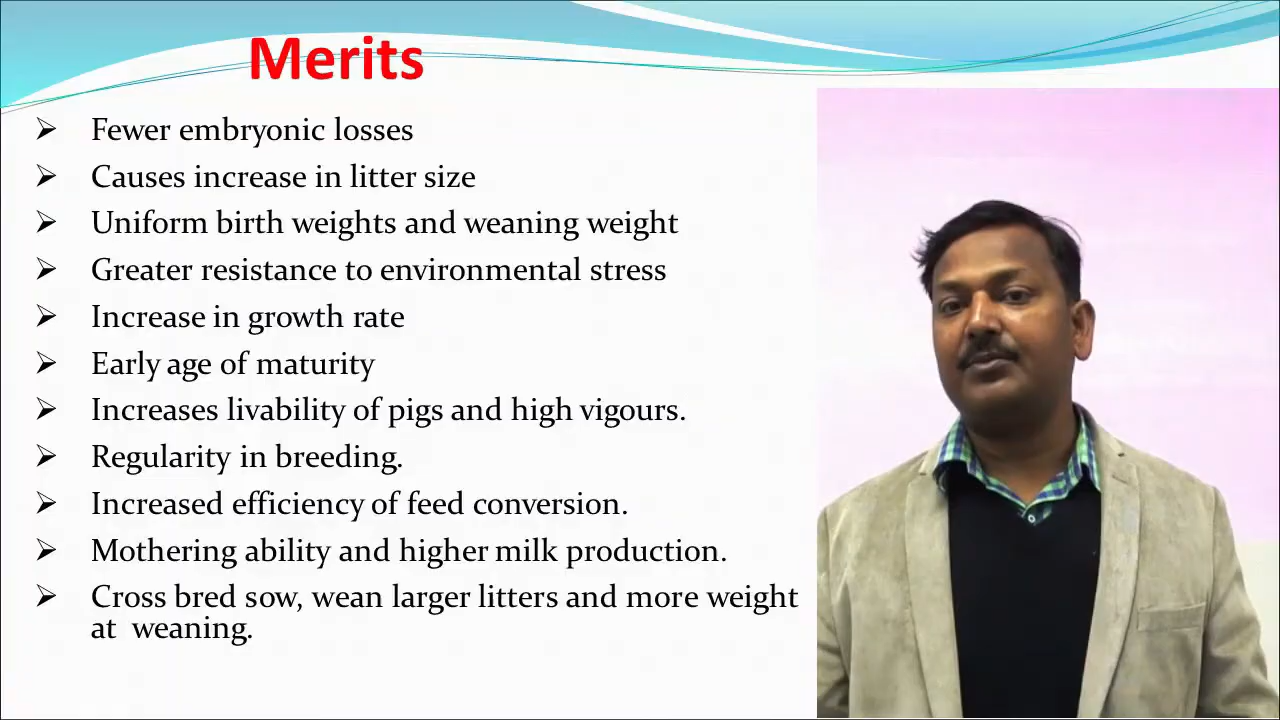 Merits
➢ Fewer embryonic losses
➢ Causes increase in litter size
➢ Uniform birth weights and weaning weight
➢ Greater resistance to environmental stress
➢ Increase in growth rate
➢ Early age of maturity
➢ Increases livability of pigs and high vigours.
➢ Regularity in breeding.
➢ Increased efficiency of feed conversion.
➢ Mothering ability and higher milk production.
➢ Cross bred sow, wean larger litters and more weight
at weaning.